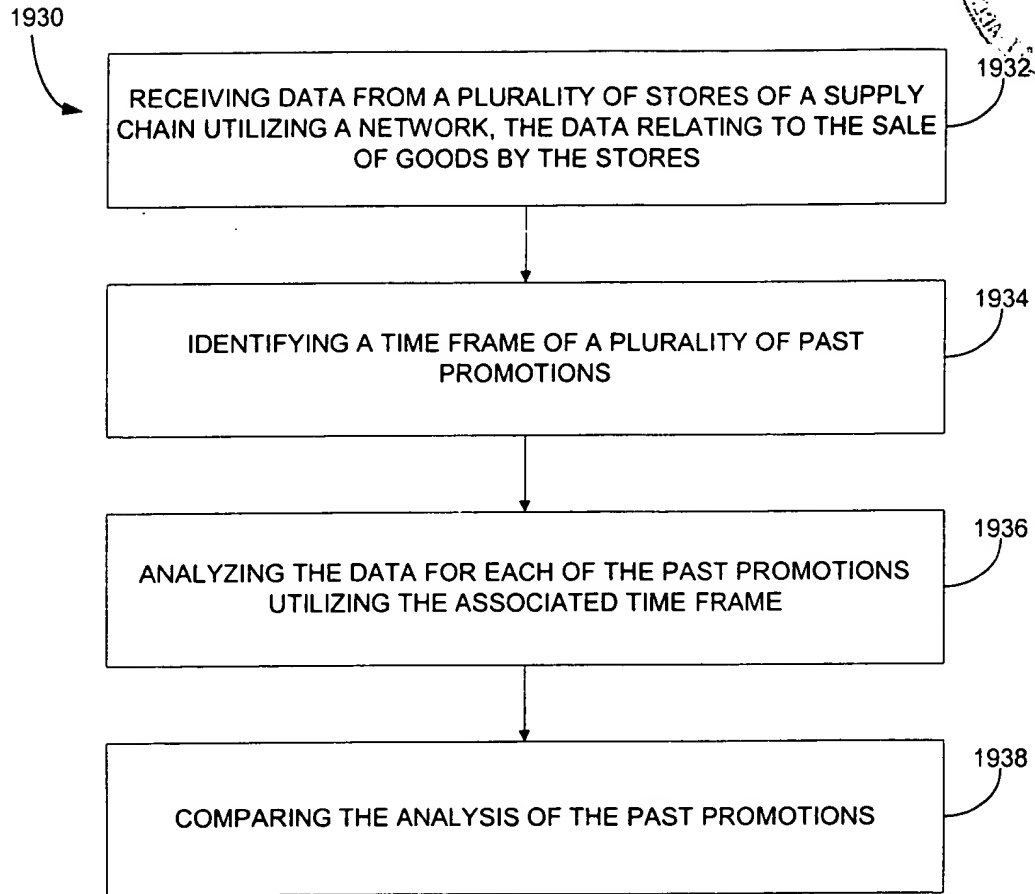 1930
1932
RECEIVING DATA FROM A PLURALITY OF STORES OF A SUPPLY
CHAIN UTILIZING A NETWORK, THE DATA RELATING TO THE SALE
OF GOODS BY THE STORES
1934
IDENTIFYING A TIME FRAME OF A PLURALITY OF PAST
PROMOTIONS
1936
ANALYZING THE DATA FOR EACH OF THE PAST PROMOTIONS
UTILIZING THE ASSOCIATED TIME FRAME
1938
COMPARING THE ANALYSIS OF THE PAST PROMOTIONS